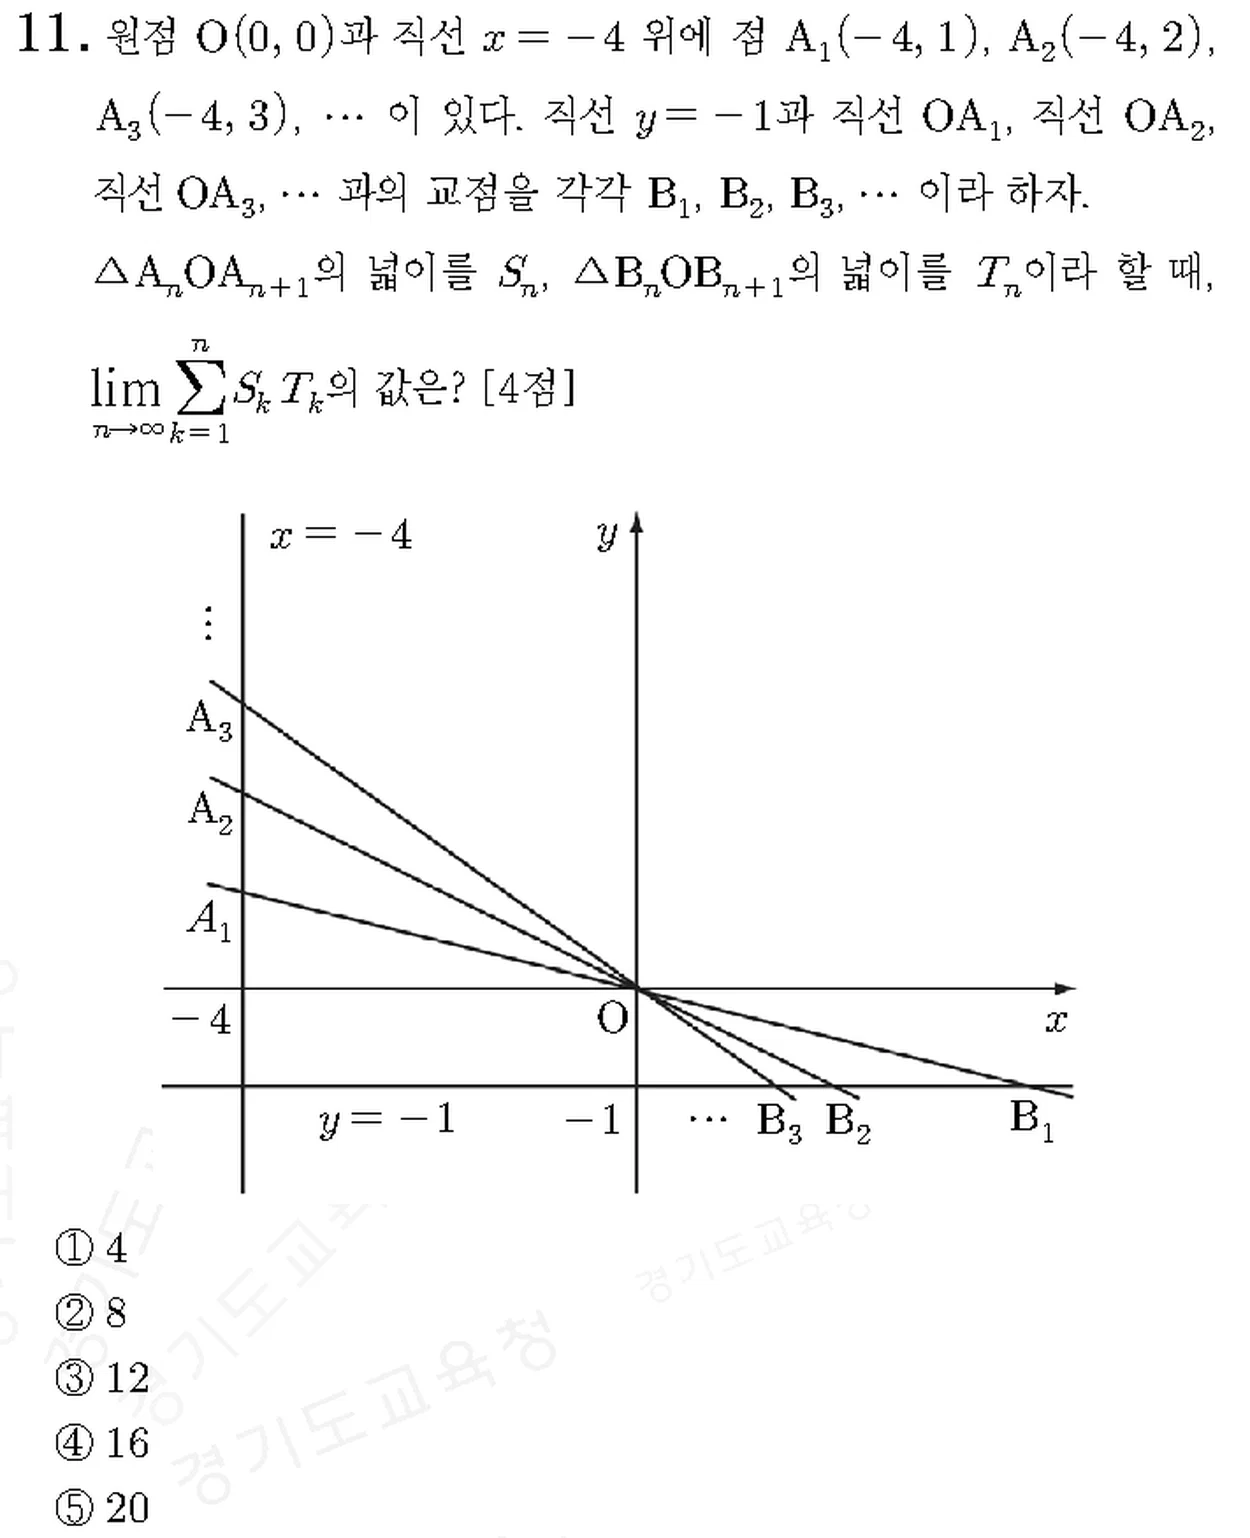 11. 원점 O(0, 0)과 직선 x = −4 위에 점 A₁(−4, 1), A₂(−4, 2),
A₃(−4, 3), ⋯ 이 있다. 직선 y = −1과 직선 OA₁, 직선 OA₂,
직선 OA₃, ⋯ 과의 교점을 각각 B₁, B₂, B₃, ⋯ 이라 하자.
△AₙOAₙ₊₁의 넓이를 Sₙ, △BₙOBₙ₊₁의 넓이를 Tₙ이라 할 때,
lim_{n→∞} ∑_{k=1}^{n} Sₖ Tₖ의 값은? [4점]
x = −4
y
⋮
A₃
A₂
A₁
−4
O
x
y = −1
−1
⋯ B₃ B₂ B₁
① 4
② 8
③ 12
④ 16
⑤ 20
경기도교육청
경기도교육청